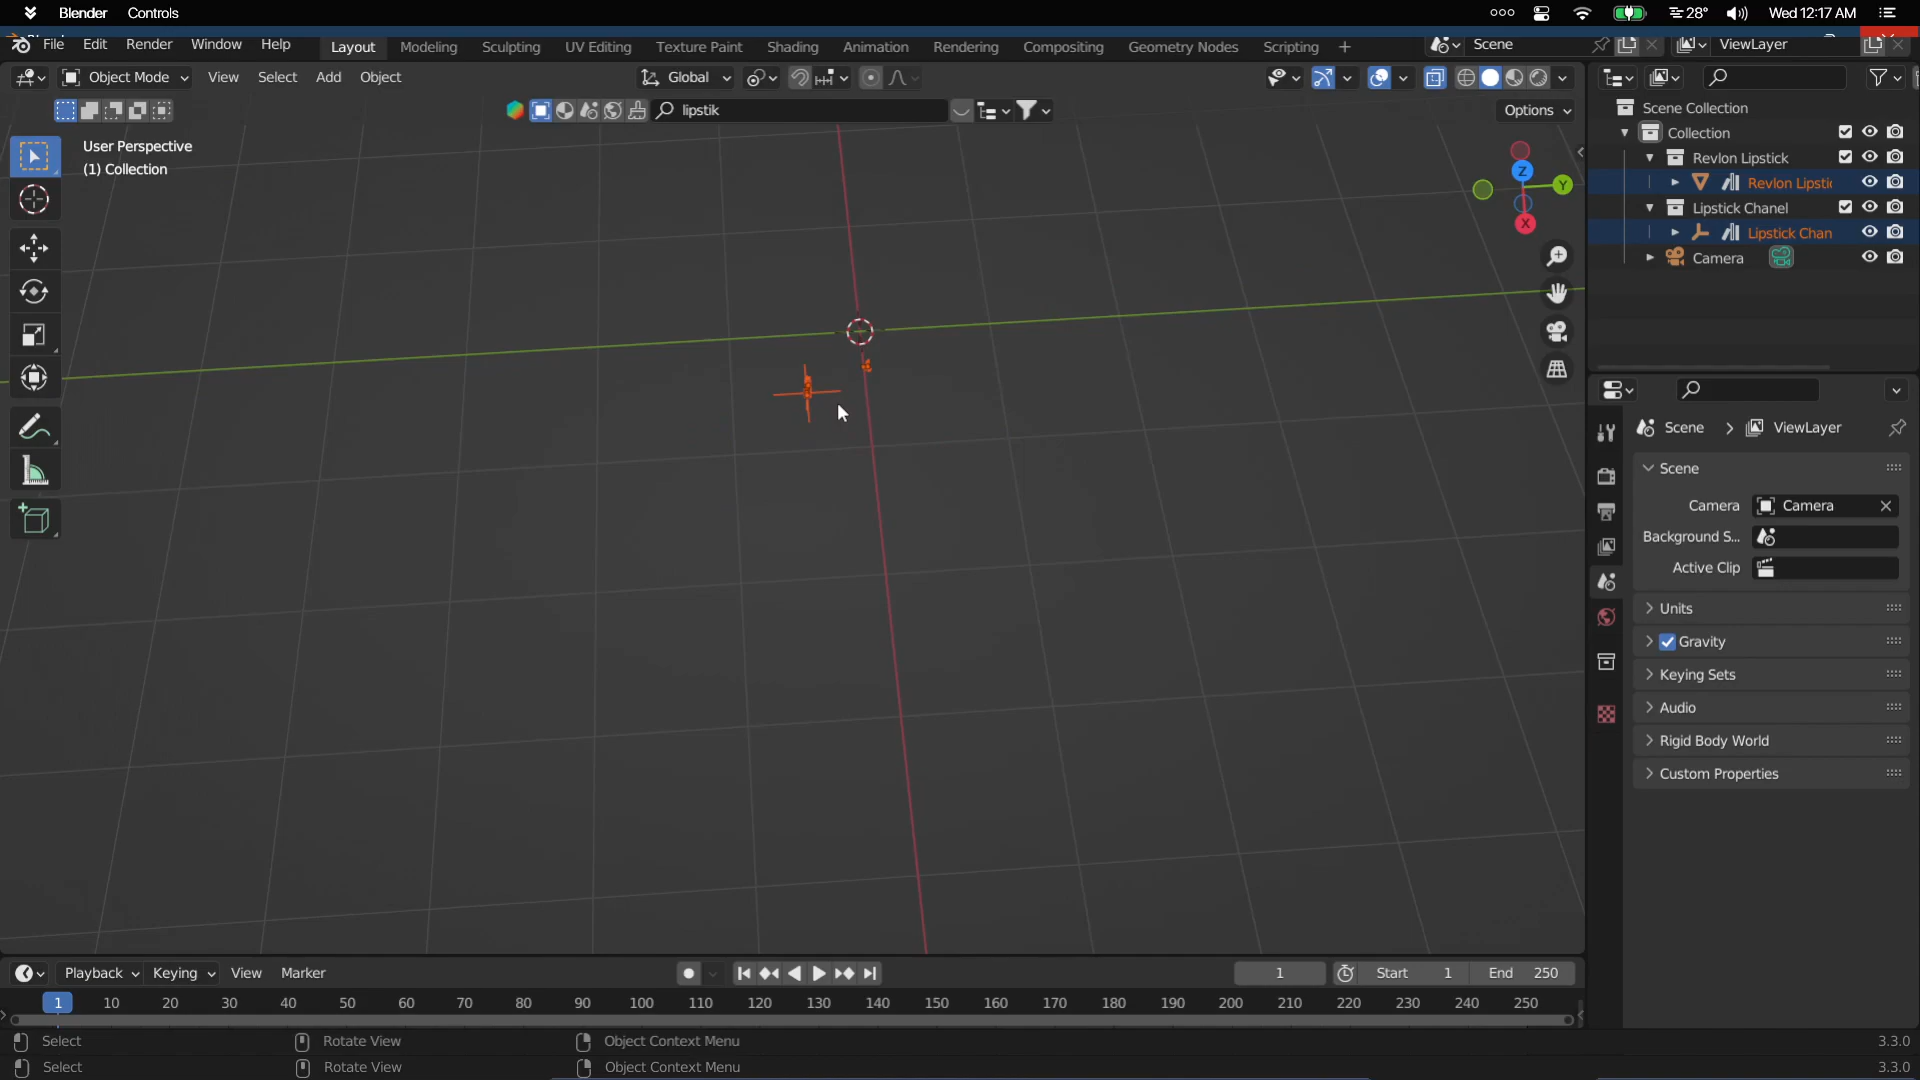 Blender Controls 28° Wed 12:17 AM
File Edit Render Window Help Layout Modeling Sculpting UV Editing Texture Paint Shading Animation Rendering Compositing Geometry Nodes Scripting + Scene ViewLayer
Object Mode View Select Add Object Global
lipstik Options
User Perspective
(1) Collection
Z
Y
X
Scene Collection
Collection
Revlon Lipstick
Revlon Lipstic
Lipstick Chanel
Lipstick Chan
Camera
Scene > ViewLayer
Scene
Camera Camera
Background S...
Active Clip
Units
Gravity
Keying Sets
Audio
Rigid Body World
Custom Properties
Playback Keying View Marker 1 Start 1 End 250
1 10 20 30 40 50 60 70 80 90 100 110 120 130 140 150 160 170 180 190 200 210 220 230 240 250
Select Rotate View Object Context Menu 3.3.0
Select Rotate View Object Context Menu 3.3.0